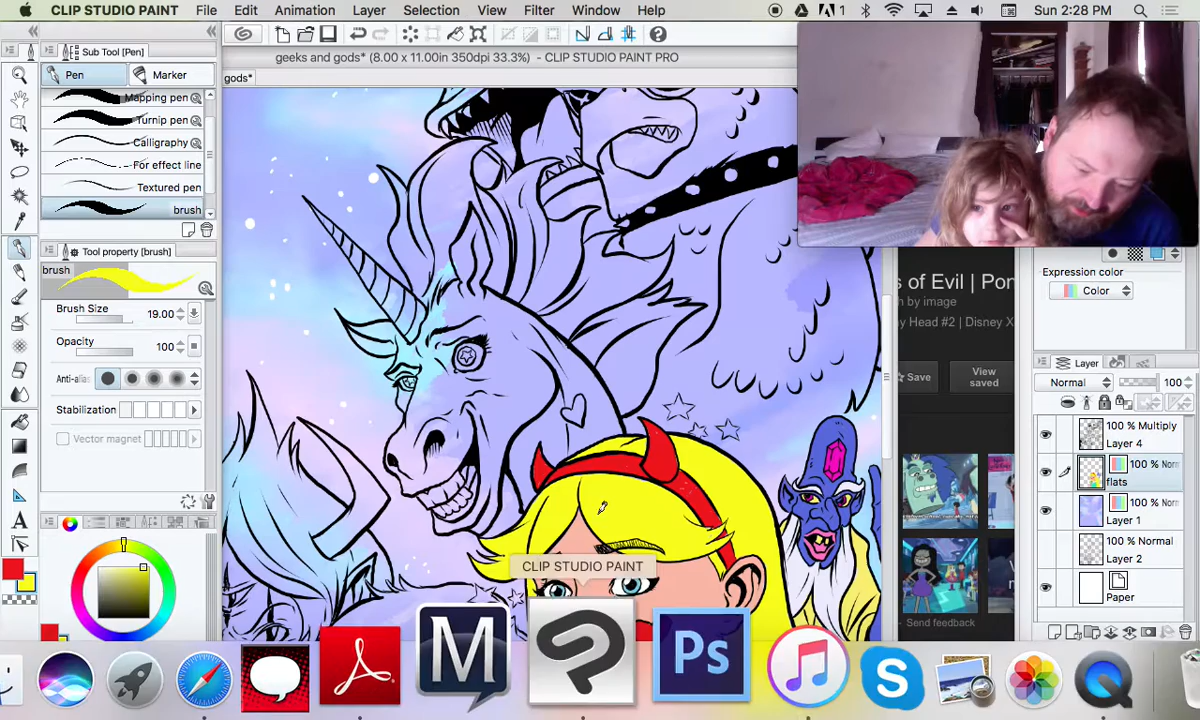 CLIP STUDIO PAINT File Edit Animation Layer Selection View Filter Window Help Sun 2:28 PM
Sub Tool [Pen]
Pen Marker
geeks and gods* (8.00 x 11.00in 350dpi 33.3%) - CLIP STUDIO PAINT PRO
gods*
Mapping pen
Turnip pen
Calligraphy
For effect line
Textured pen
brush
Tool property [brush]
brush
Brush Size 19.00
Opacity 100
Anti-alias
Stabilization
Vector magnet
s of Evil | Pon
h by image
y Head #2 | Disney X
Save View saved
Send feedback
Expression color
Color
Layer
Normal 100
100 % Multiply
Layer 4
100 % Norm
flats
100 % Norm
Layer 1
100 % Normal
Layer 2
Paper
CLIP STUDIO PAINT
M
Ps
S
A